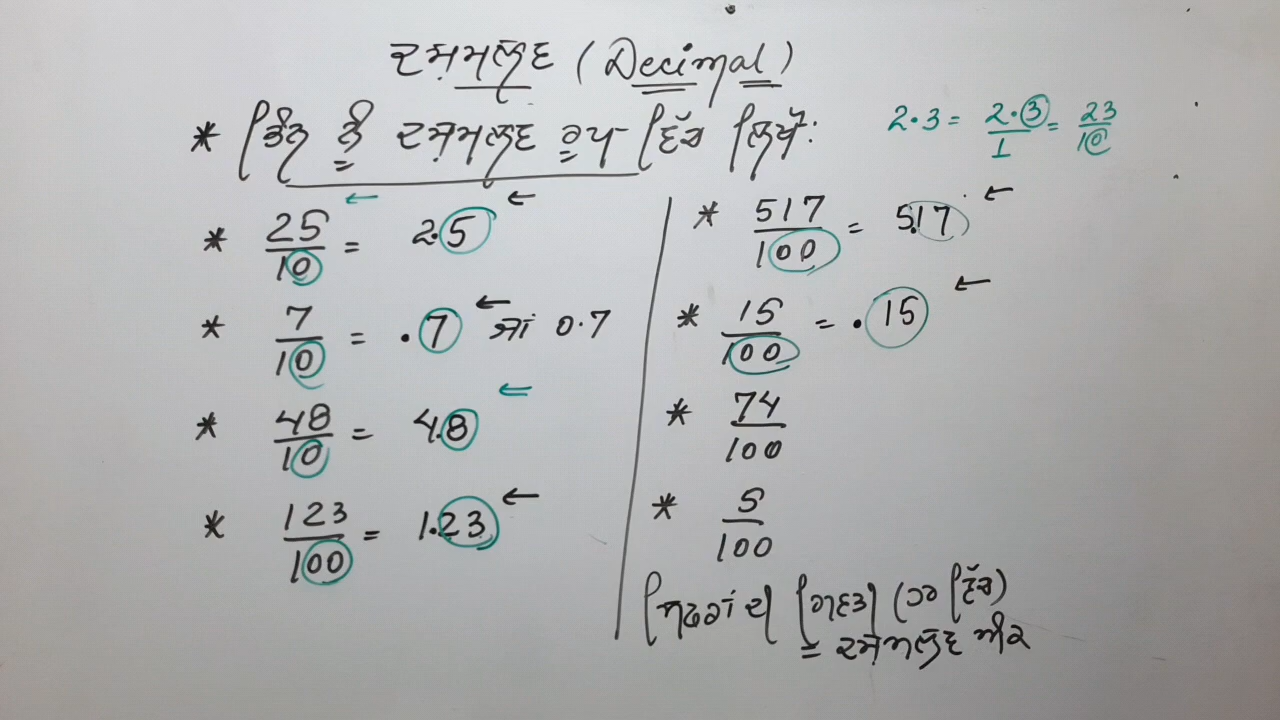 ਦਸ਼ਮਲਵ (Decimal)
* ਭਿੰਨ ਨੂੰ ਦਸ਼ਮਲਵ ਰੂਪ ਵਿੱਚ ਲਿਖੋ:
2.3 = 2.3/1 = 23/10
* 25/10 = 2.5 ←
* 7/10 = .7 ← ਜਾਂ 0.7
* 48/10 = 4.8 ←
* 123/100 = 1.23 ←
* 517/100 = 5.17 ←
* 15/100 = .15 ←
* 74/100
* 5/100
ਸਿਫਰਾਂ ਦੀ ਗਿਣਤੀ (ਹਰ ਵਿੱਚ)
= ਦਸ਼ਮਲਵ ਅੰਕ